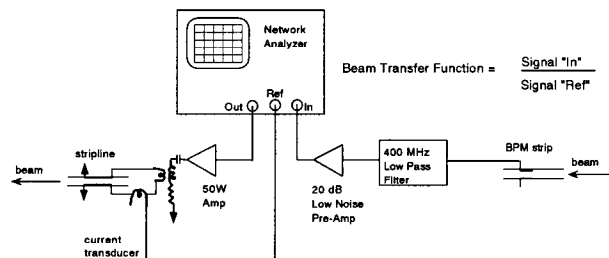 Network
Analyzer
Ref
Out
In
Beam Transfer Function =
Signal "In"
Signal "Ref"
beam
stripline
50W
Amp
20 dB
Low Noise
Pre-Amp
400 MHz
Low Pass
Filter
BPM strip
beam
current
transducer